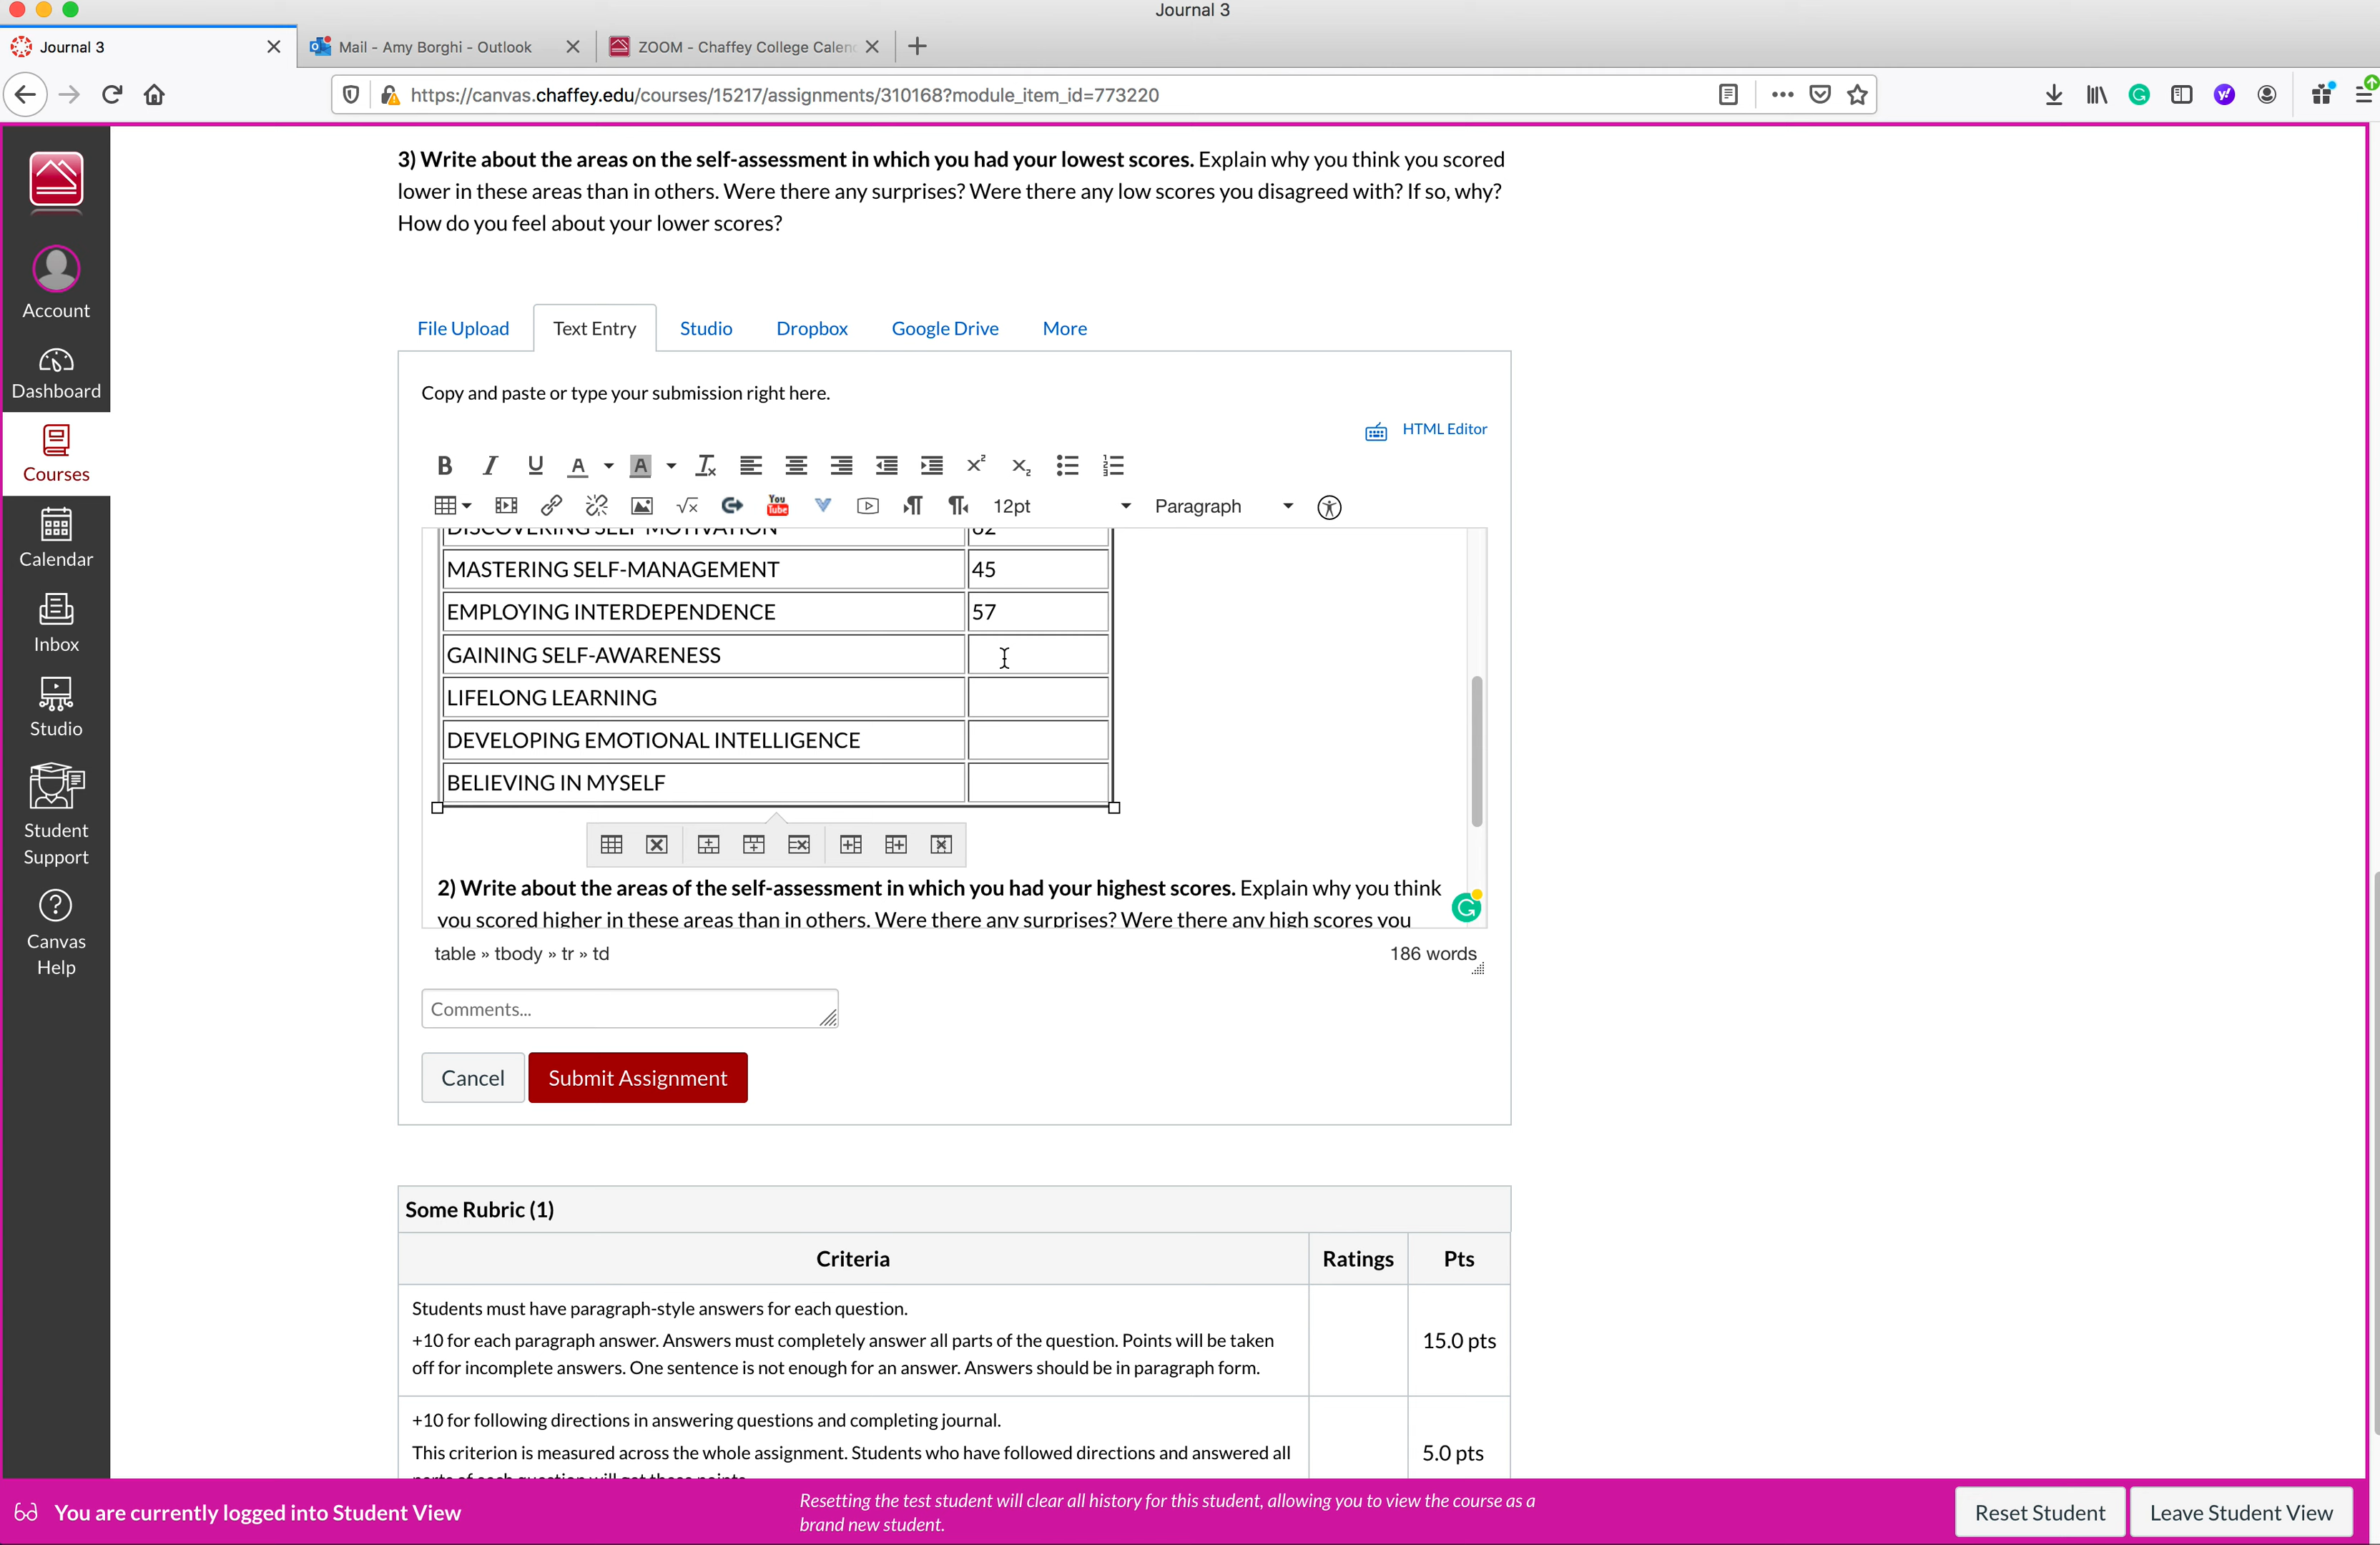 Journal 3
Journal 3
Mail - Amy Borghi - Outlook
ZOOM - Chaffey College Calen
https://canvas.chaffey.edu/courses/15217/assignments/310168?module_item_id=773220
Account
Dashboard
Courses
Calendar
Inbox
Studio
Student
Support
Canvas
Help
3) Write about the areas on the self-assessment in which you had your lowest scores. Explain why you think you scored
lower in these areas than in others. Were there any surprises? Were there any low scores you disagreed with? If so, why?
How do you feel about your lower scores?
File Upload
Text Entry
Studio
Dropbox
Google Drive
More
Copy and paste or type your submission right here.
HTML Editor
You
Tube
12pt
Paragraph
DISCOVERING SELF-MOTIVATION 62
MASTERING SELF-MANAGEMENT 45
EMPLOYING INTERDEPENDENCE 57
GAINING SELF-AWARENESS
LIFELONG LEARNING
DEVELOPING EMOTIONAL INTELLIGENCE
BELIEVING IN MYSELF
2) Write about the areas of the self-assessment in which you had your highest scores. Explain why you think
you scored higher in these areas than in others. Were there any surprises? Were there any high scores you
table » tbody » tr » td
186 words
Comments...
Cancel
Submit Assignment
Some Rubric (1)
Criteria Ratings Pts
Students must have paragraph-style answers for each question.
+10 for each paragraph answer. Answers must completely answer all parts of the question. Points will be taken
off for incomplete answers. One sentence is not enough for an answer. Answers should be in paragraph form.
15.0 pts
+10 for following directions in answering questions and completing journal.
This criterion is measured across the whole assignment. Students who have followed directions and answered all
parts of each question will get these points.
5.0 pts
You are currently logged into Student View
Resetting the test student will clear all history for this student, allowing you to view the course as a
brand new student.
Reset Student
Leave Student View